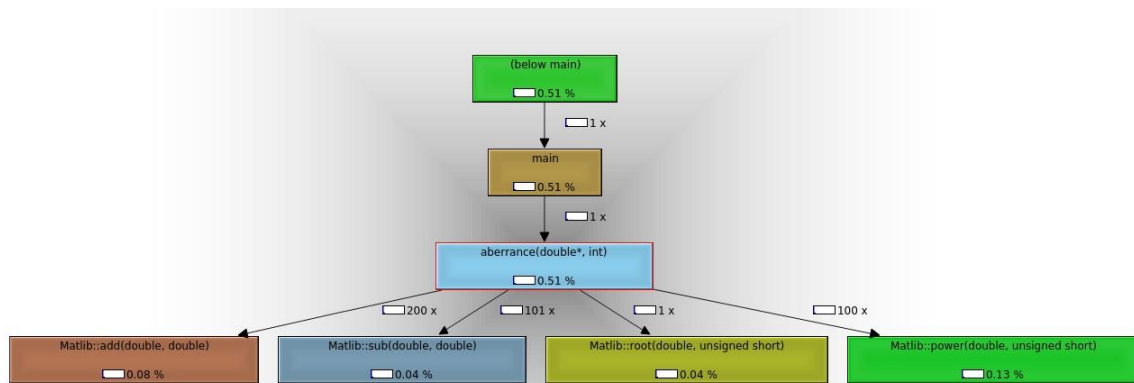 (below main)
0.51 %
1 x
main
0.51 %
1 x
aberrance(double*, int)
0.51 %
200 x
101 x
1 x
100 x
Matlib::add(double, double)
0.08 %
Matlib::sub(double, double)
0.04 %
Matlib::root(double, unsigned short)
0.04 %
Matlib::power(double, unsigned short)
0.13 %